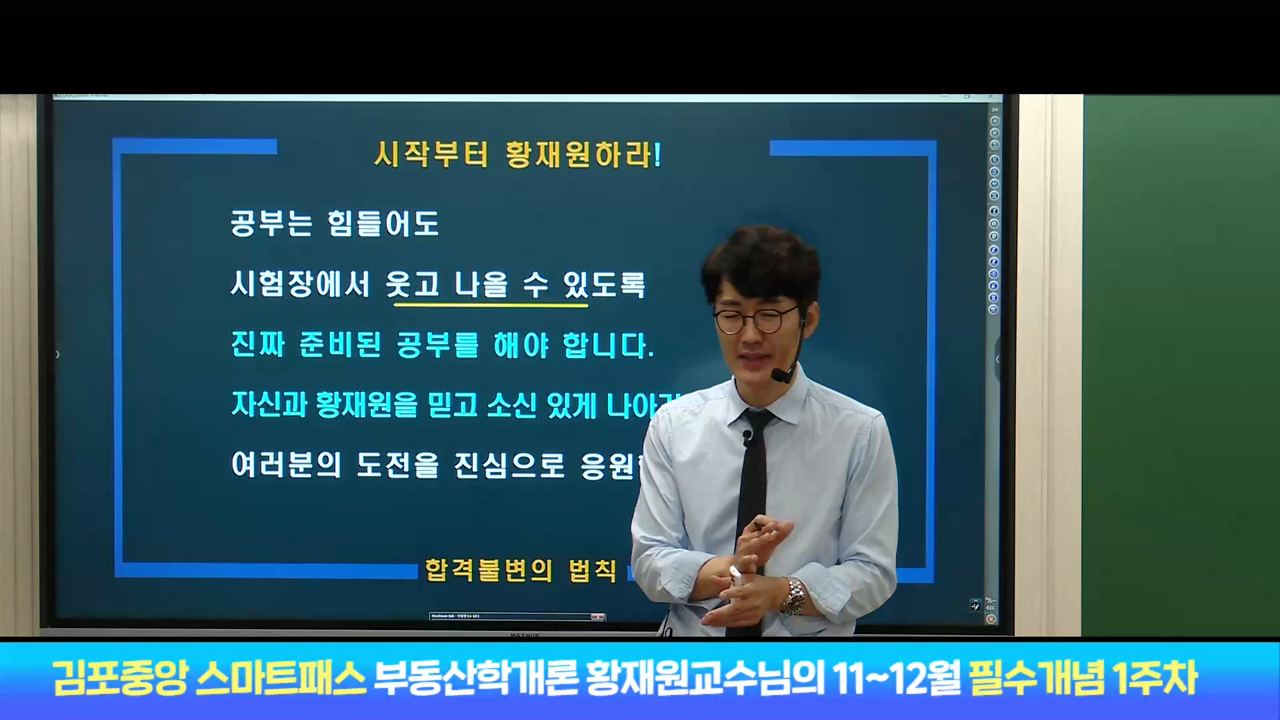 시작부터 황재원하라!
공부는 힘들어도
시험장에서 웃고 나올 수 있도록
진짜 준비된 공부를 해야 합니다.
자신과 황재원을 믿고 소신 있게
여러분의 도전을 진심으로
합격불변의 법칙
김포중앙 스마트패스 부동산학개론 황재원교수님의 11~12월 필수개념 1주차